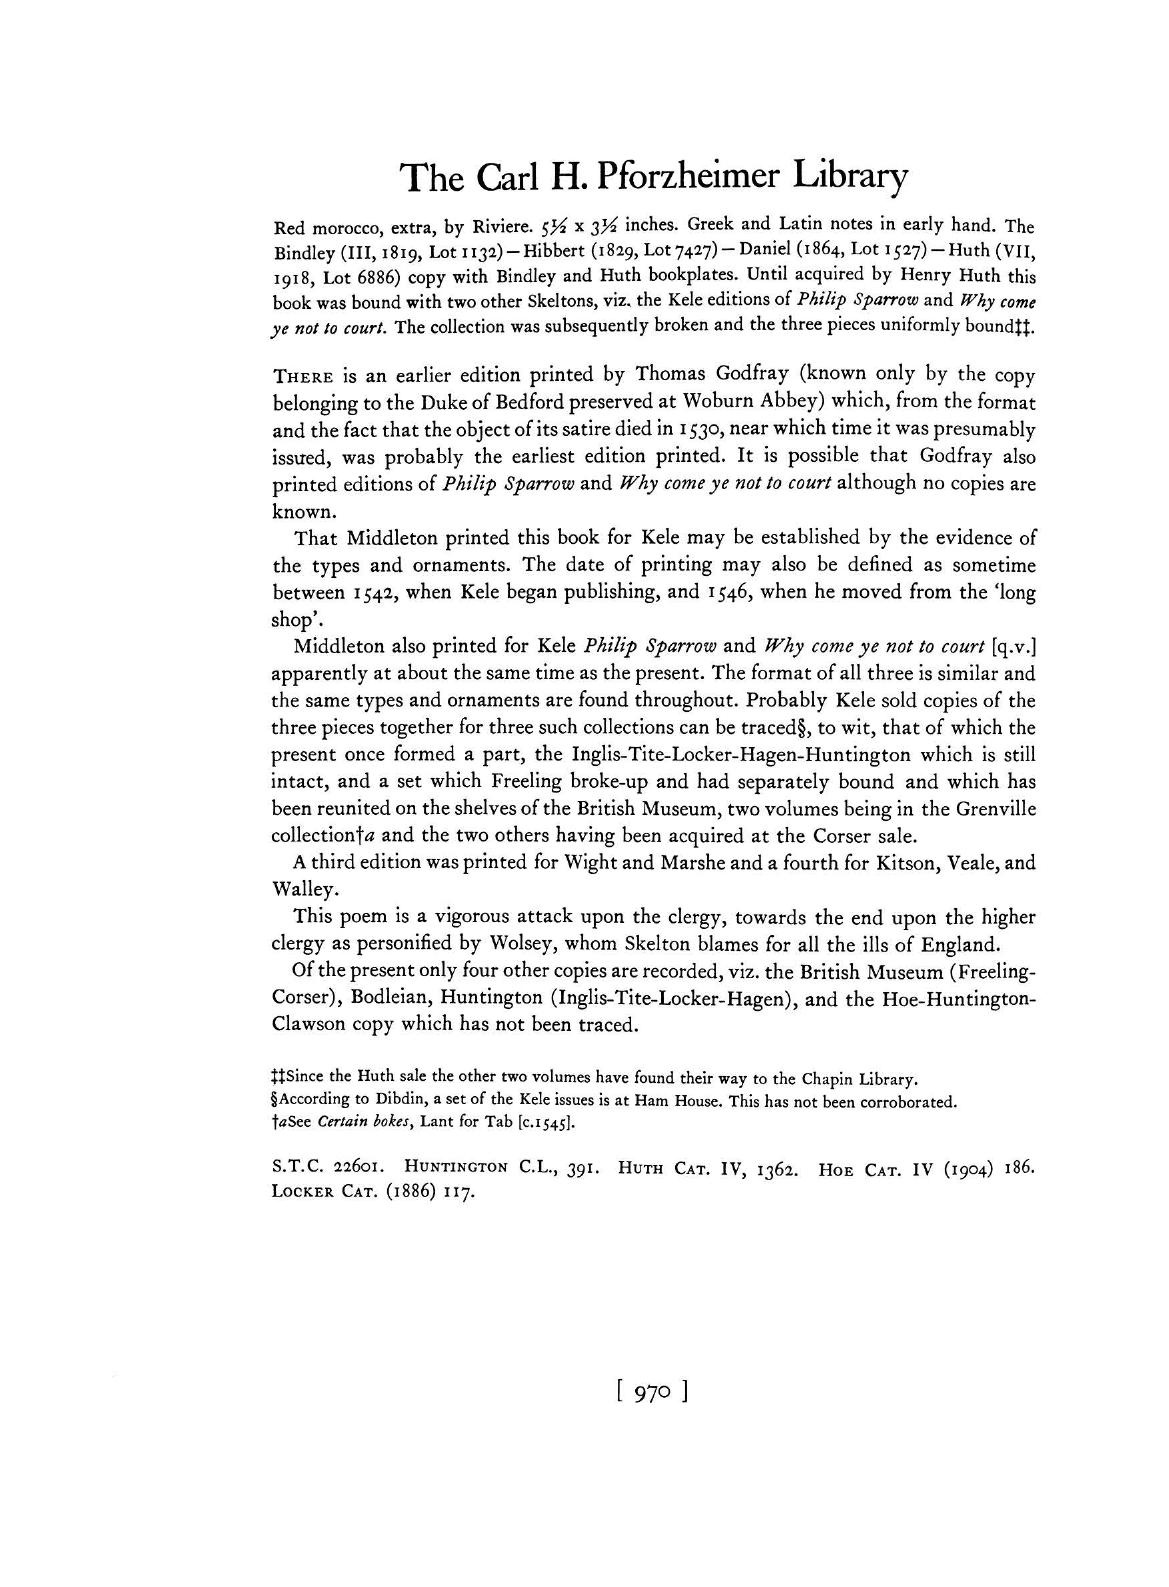 The Carl H. Pforzheimer Library
Red morocco, extra, by Riviere. 5½ x 3½ inches. Greek and Latin notes in early hand. The
Bindley (III, 1819, Lot 1132)—Hibbert (1829, Lot 7427)—Daniel (1864, Lot 1527)—Huth (VII,
1918, Lot 6886) copy with Bindley and Huth bookplates. Until acquired by Henry Huth this
book was bound with two other Skeltons, viz. the Kele editions of Philip Sparrow and Why come
ye not to court. The collection was subsequently broken and the three pieces uniformly bound‡‡.
THERE is an earlier edition printed by Thomas Godfray (known only by the copy
belonging to the Duke of Bedford preserved at Woburn Abbey) which, from the format
and the fact that the object of its satire died in 1530, near which time it was presumably
issued, was probably the earliest edition printed. It is possible that Godfray also
printed editions of Philip Sparrow and Why come ye not to court although no copies are
known.
That Middleton printed this book for Kele may be established by the evidence of
the types and ornaments. The date of printing may also be defined as sometime
between 1542, when Kele began publishing, and 1546, when he moved from the ‘long
shop’.
Middleton also printed for Kele Philip Sparrow and Why come ye not to court [q.v.]
apparently at about the same time as the present. The format of all three is similar and
the same types and ornaments are found throughout. Probably Kele sold copies of the
three pieces together for three such collections can be traced§, to wit, that of which the
present once formed a part, the Inglis-Tite-Locker-Hagen-Huntington which is still
intact, and a set which Freeling broke-up and had separately bound and which has
been reunited on the shelves of the British Museum, two volumes being in the Grenville
collection†a and the two others having been acquired at the Corser sale.
A third edition was printed for Wight and Marshe and a fourth for Kitson, Veale, and
Walley.
This poem is a vigorous attack upon the clergy, towards the end upon the higher
clergy as personified by Wolsey, whom Skelton blames for all the ills of England.
Of the present only four other copies are recorded, viz. the British Museum (Freeling-
Corser), Bodleian, Huntington (Inglis-Tite-Locker-Hagen), and the Hoe-Huntington-
Clawson copy which has not been traced.
‡‡Since the Huth sale the other two volumes have found their way to the Chapin Library.
§According to Dibdin, a set of the Kele issues is at Ham House. This has not been corroborated.
†aSee Certain bokes, Lant for Tab [c.1545].
S.T.C. 22601. HUNTINGTON C.L., 391. HUTH CAT. IV, 1362. HOE CAT. IV (1904) 186.
LOCKER CAT. (1886) 117.
[ 970 ]